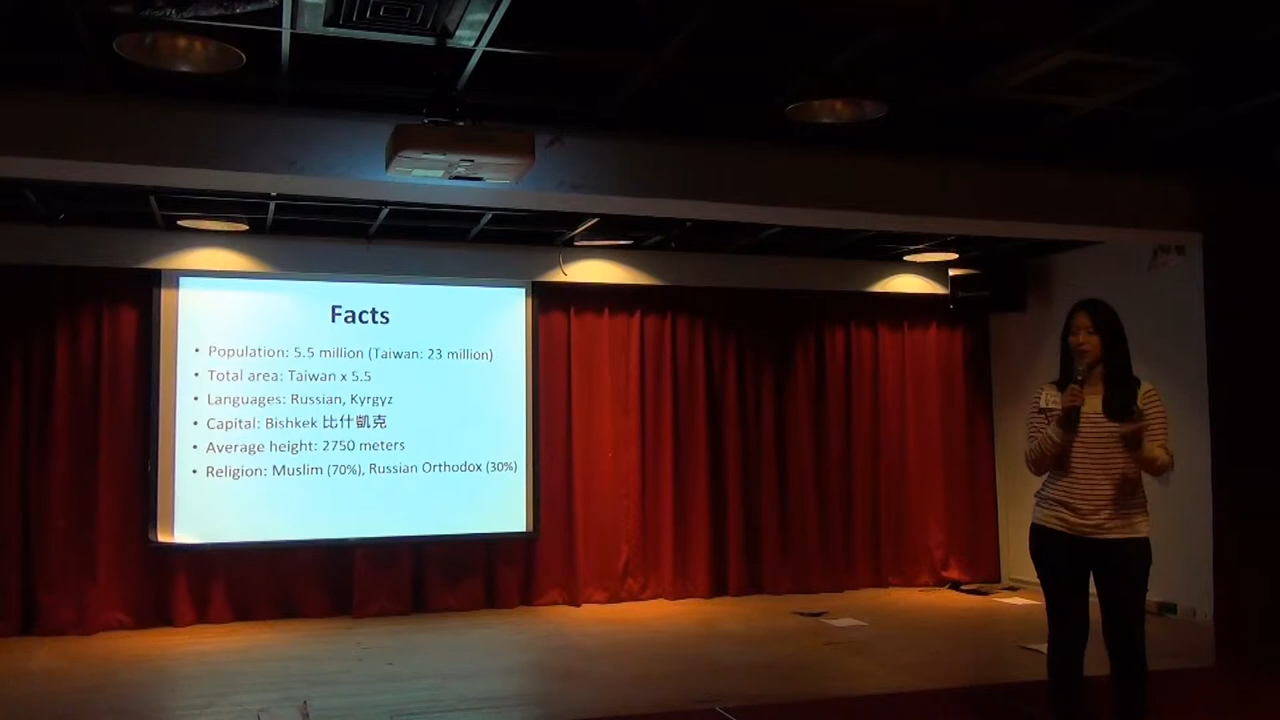 Facts
• Population: 5.5 million (Taiwan: 23 million)
• Total area: Taiwan x 5.5
• Languages: Russian, Kyrgyz
• Capital: Bishkek 比什凱克
• Average height: 2750 meters
• Religion: Muslim (70%), Russian Orthodox (30%)